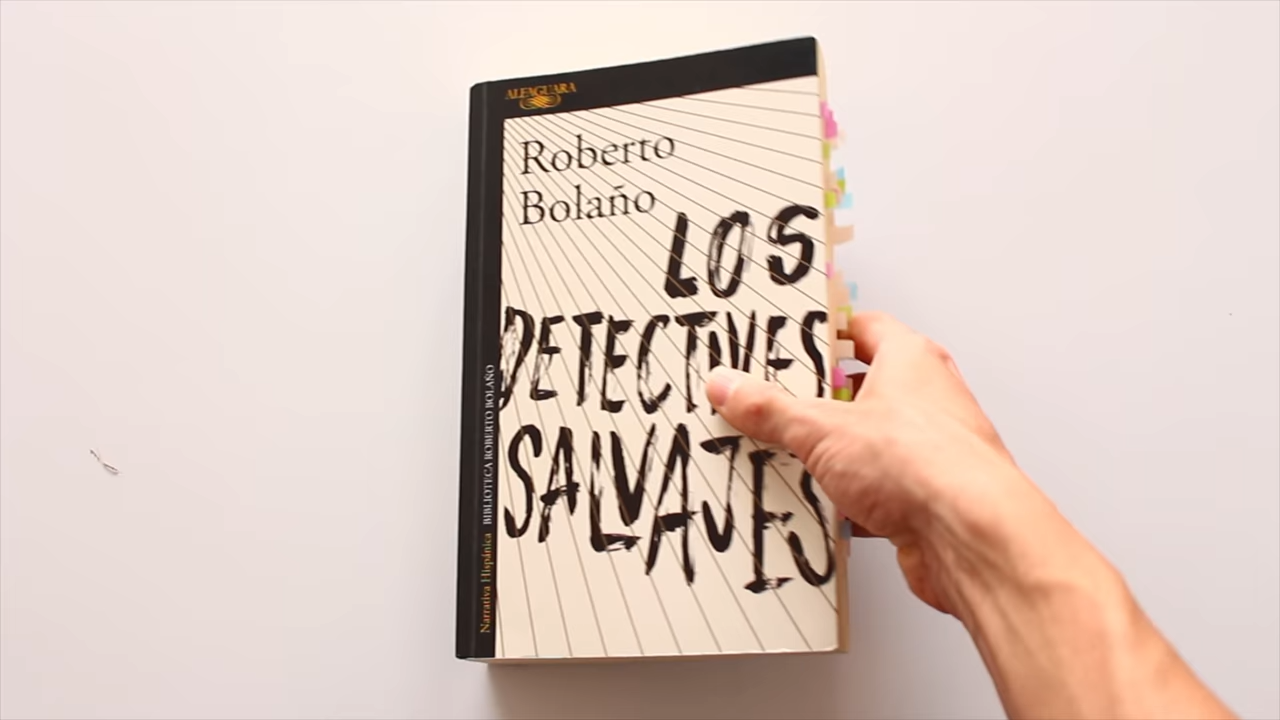 ALFAGUARA
Roberto
Bolaño
LOS
DETECTIVES
SALVAJES
Narrativa Hispánica BIBLIOTECA ROBERTO BOLAÑO